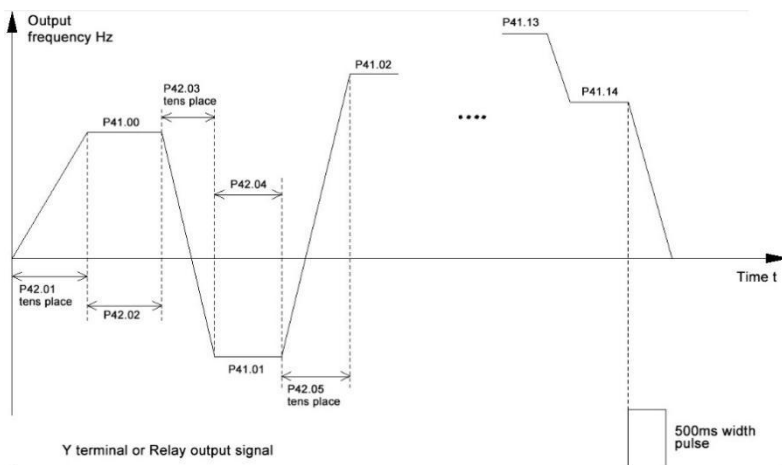 Output
frequency Hz
P41.13
P41.02
P42.03
tens place
P41.14
P41.00
....
P42.04
Time t
P42.01
tens place
P42.02
P41.01
P42.05
tens place
500ms width
pulse
Y terminal or Relay output signal